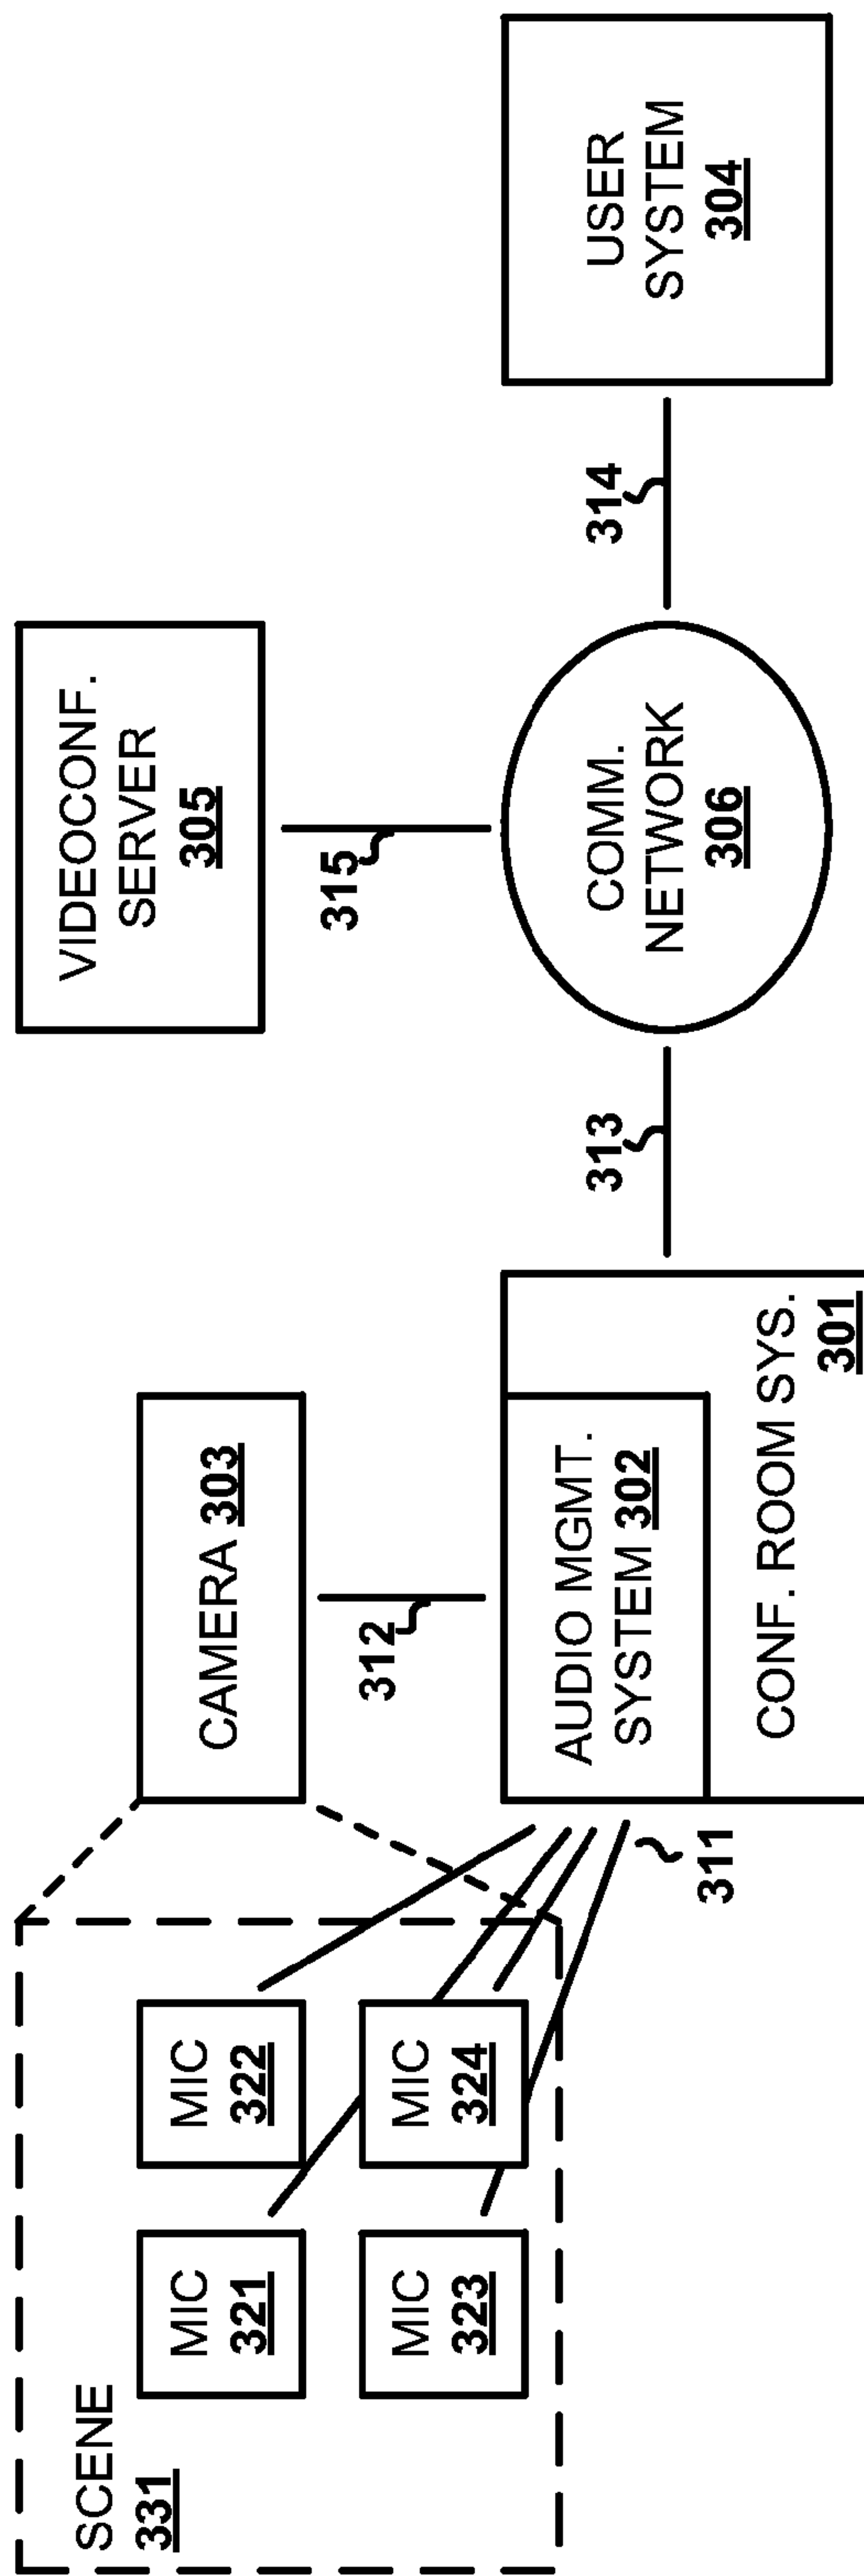 SCENE
331
MIC
321
MIC
322
MIC
323
MIC
324
311
CAMERA 303
312
AUDIO MGMT.
SYSTEM 302
CONF. ROOM SYS.
301
313
VIDEOCONF.
SERVER
305
315
COMM.
NETWORK
306
314
USER
SYSTEM
304